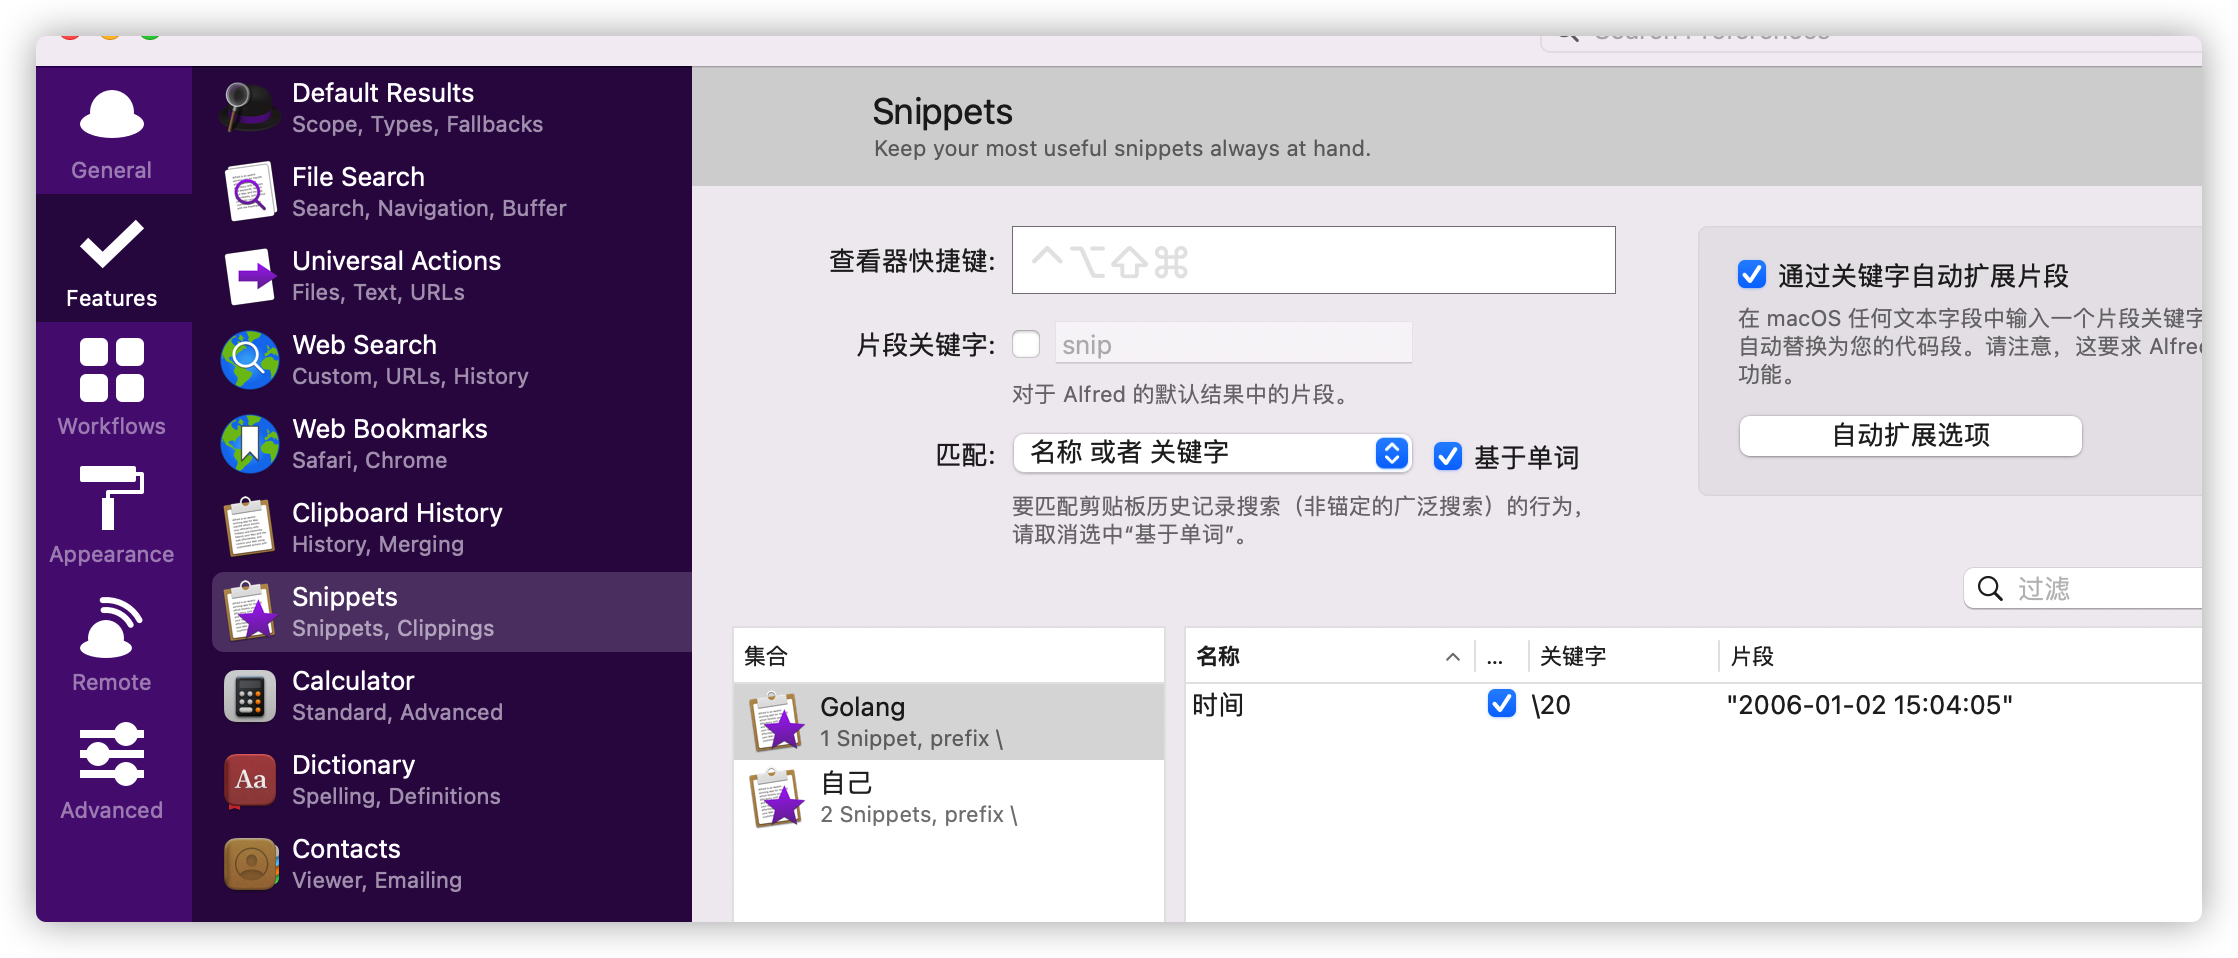 Search Preferences
General
Features
Workflows
Appearance
Remote
Advanced
Default Results
Scope, Types, Fallbacks
File Search
Search, Navigation, Buffer
Universal Actions
Files, Text, URLs
Web Search
Custom, URLs, History
Web Bookmarks
Safari, Chrome
Clipboard History
History, Merging
Snippets
Snippets, Clippings
Calculator
Standard, Advanced
Aa
Dictionary
Spelling, Definitions
Contacts
Viewer, Emailing
Snippets
Keep your most useful snippets always at hand.
查看器快捷键: ⌃⌥⇧⌘
片段关键字: snip
对于 Alfred 的默认结果中的片段。
匹配: 名称 或者 关键字 基于单词
要匹配剪贴板历史记录搜索（非锚定的广泛搜索）的行为，
请取消选中“基于单词”。
通过关键字自动扩展片段
在 macOS 任何文本字段中输入一个片段关键字
自动替换为您的代码段。请注意，这要求 Alfre
功能。
自动扩展选项
过滤
集合
Golang
1 Snippet, prefix \
自己
2 Snippets, prefix \
名称 ... 关键字 片段
时间 \20 "2006-01-02 15:04:05"